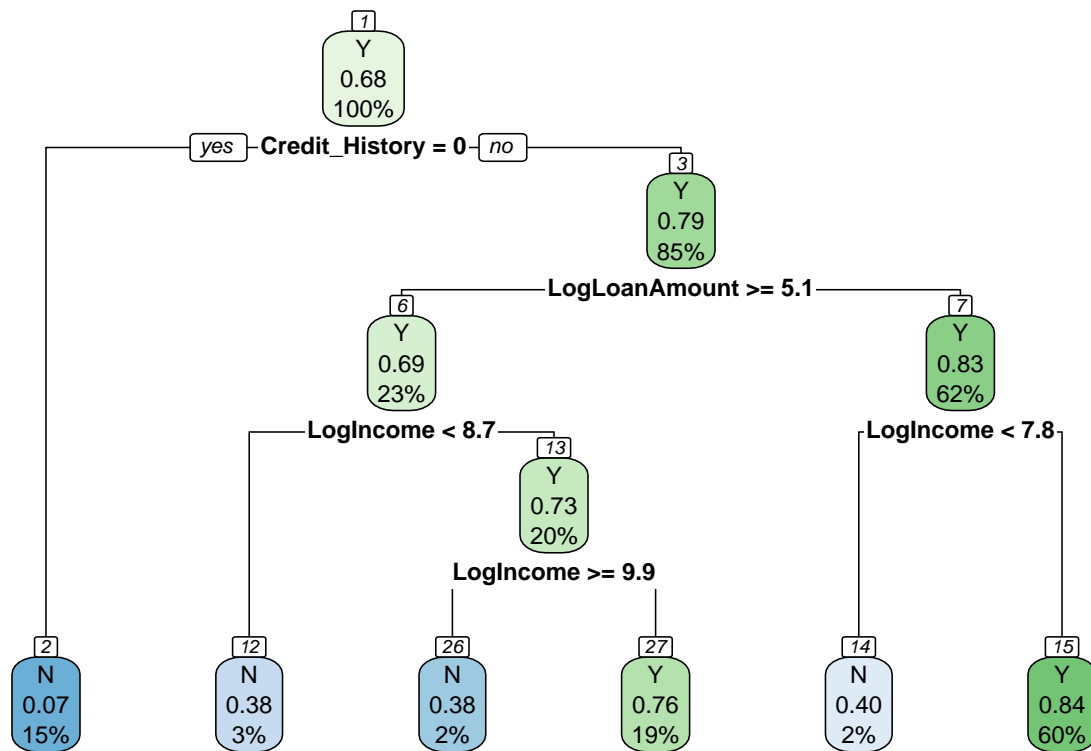 1
Y
0.68
100%
yes Credit_History = 0 no
3
Y
0.79
85%
LogLoanAmount >= 5.1
6
Y
0.69
23%
7
Y
0.83
62%
LogIncome < 8.7
LogIncome < 7.8
13
Y
0.73
20%
LogIncome >= 9.9
2
N
0.07
15%
12
N
0.38
3%
26
N
0.38
2%
27
Y
0.76
19%
14
N
0.40
2%
15
Y
0.84
60%